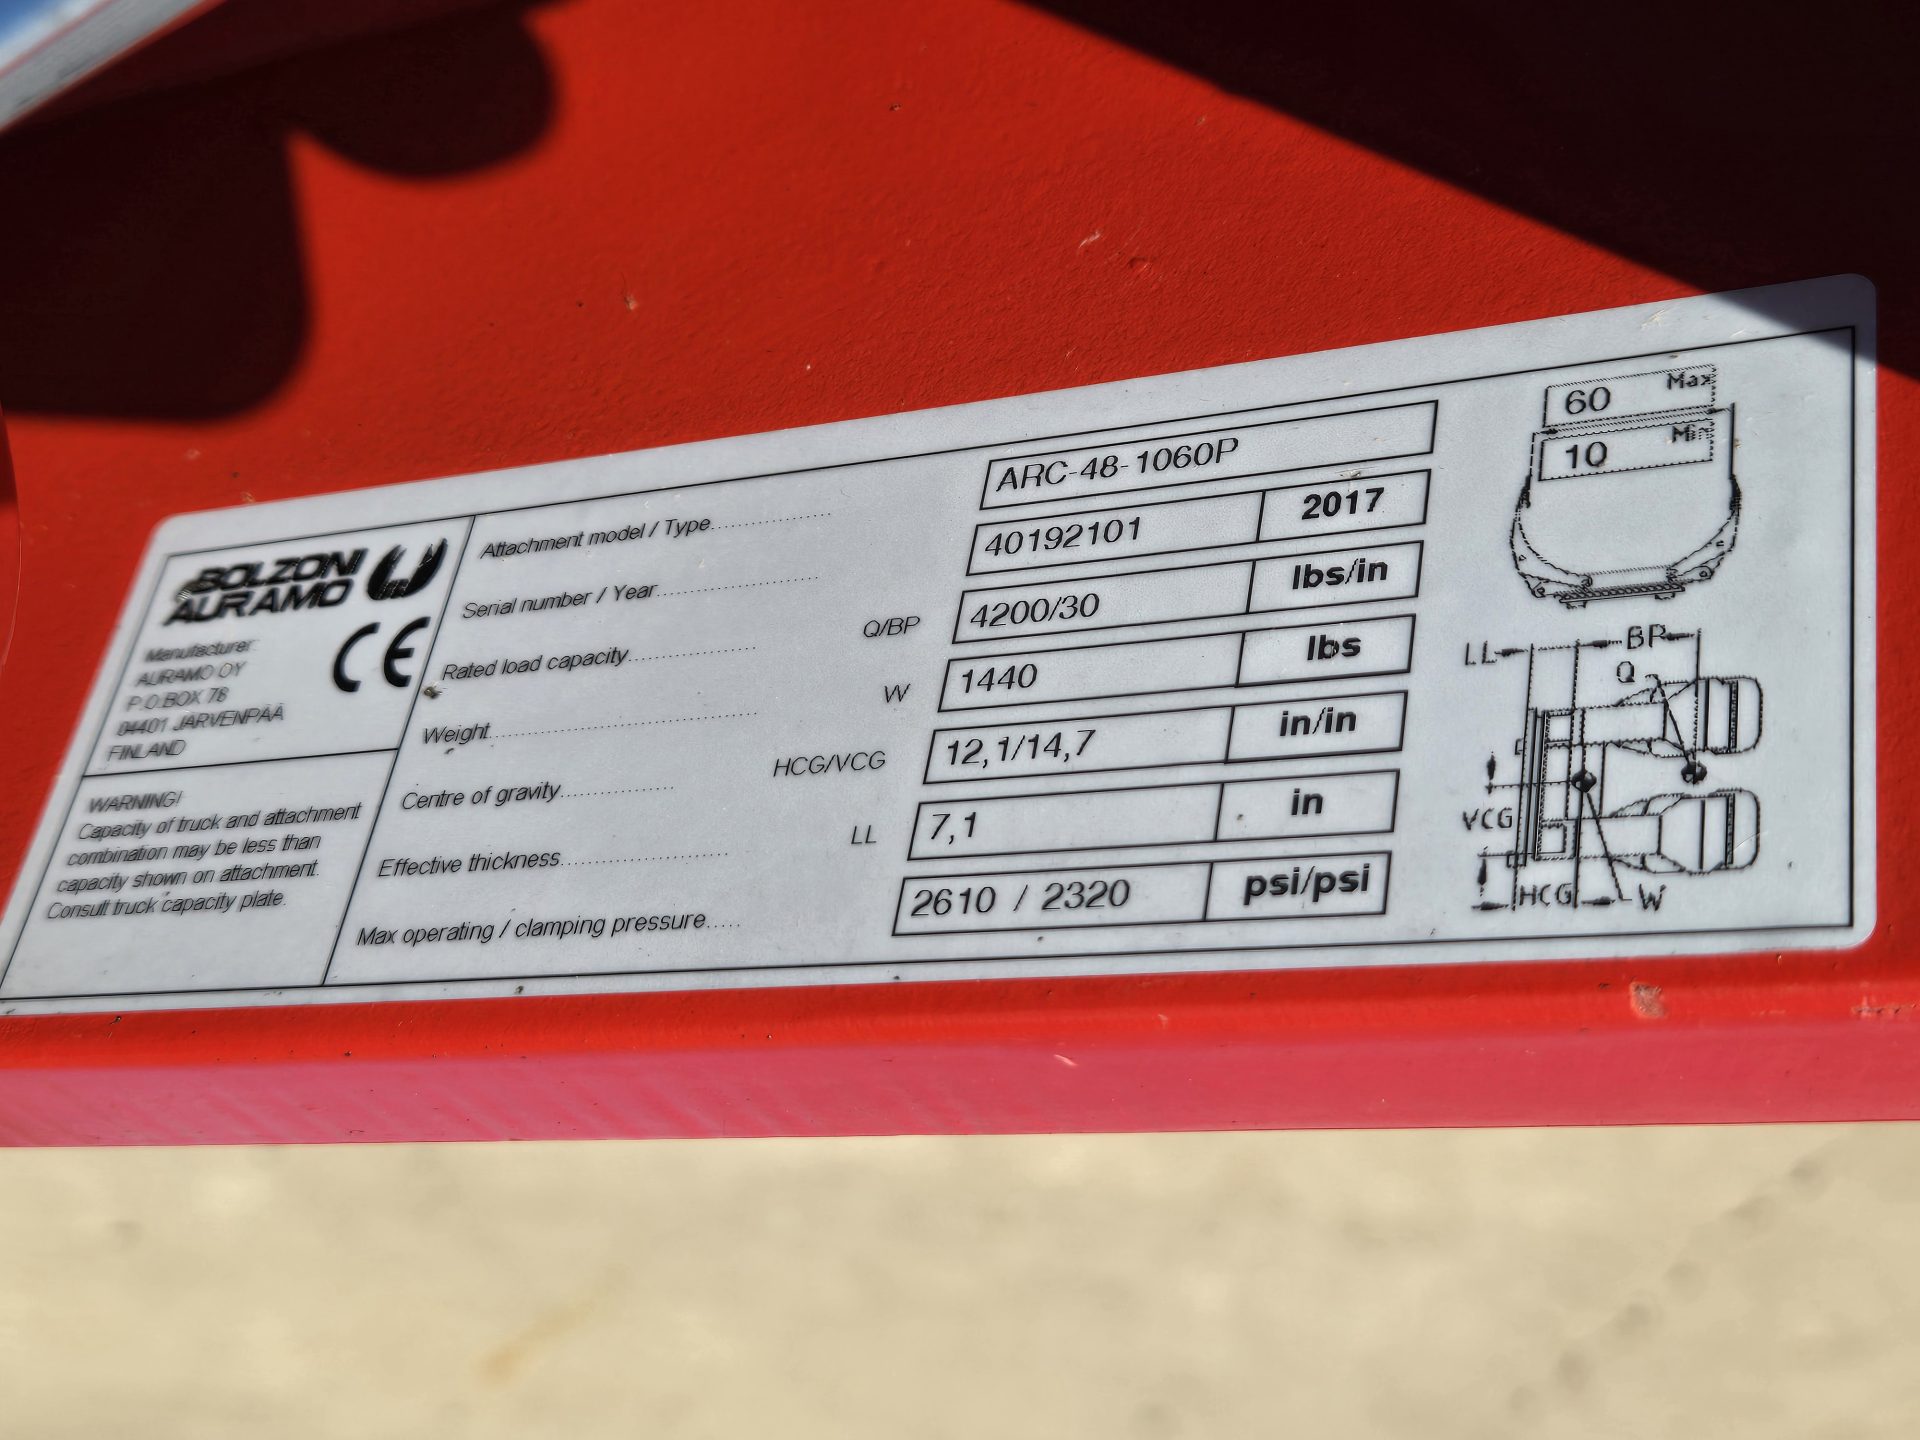 BOLZONI
AURAMO
CE
Manufacturer:
AURAMO OY
P.O.BOX 78
04401 JÄRVENPÄÄ
FINLAND
WARNING!
Capacity of truck and attachment
combination may be less than
capacity shown on attachment.
Consult truck capacity plate.
Attachment model / Type.................. ARC-48-1060P
Serial number / Year........................ 40192101 2017
Rated load capacity................... Q/BP 4200/30 lbs/in
Weight....................................... W 1440 lbs
Centre of gravity................ HCG/VCG 12,1/14,7 in/in
Effective thickness......................... LL 7,1 in
Max operating / clamping pressure..... 2610 / 2320 psi/psi
60 Max
10 Min
LL BP
Q
VCG
HCG W